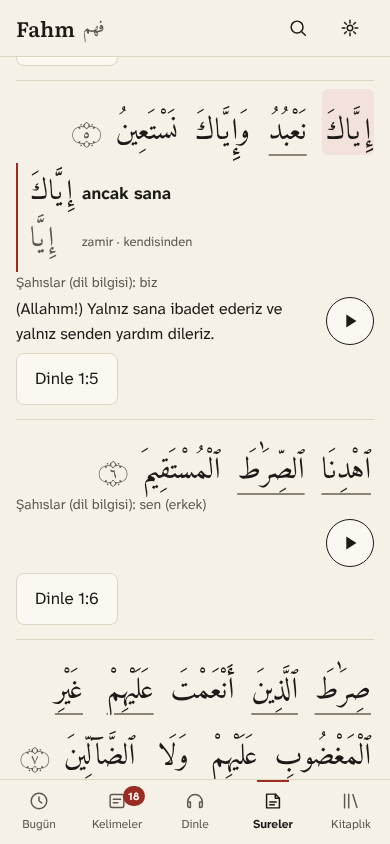 Fahm فهم
إِيَّاكَ نَعْبُدُ وَإِيَّاكَ نَسْتَعِينُ ٥
إِيَّاكَ ancak sana
إِيَّا zamir · kendisinden
Şahıslar (dil bilgisi): biz
(Allahım!) Yalnız sana ibadet ederiz ve
yalnız senden yardım dileriz.
Dinle 1:5
ٱهْدِنَا ٱلصِّرَٰطَ ٱلْمُسْتَقِيمَ ٦
Şahıslar (dil bilgisi): sen (erkek)
Dinle 1:6
صِرَٰطَ ٱلَّذِينَ أَنْعَمْتَ عَلَيْهِمْ غَيْرِ
ٱلْمَغْضُوبِ عَلَيْهِمْ وَلَا ٱلضَّآلِّينَ ٧
18
Bugün Kelimeler Dinle Sureler Kitaplık